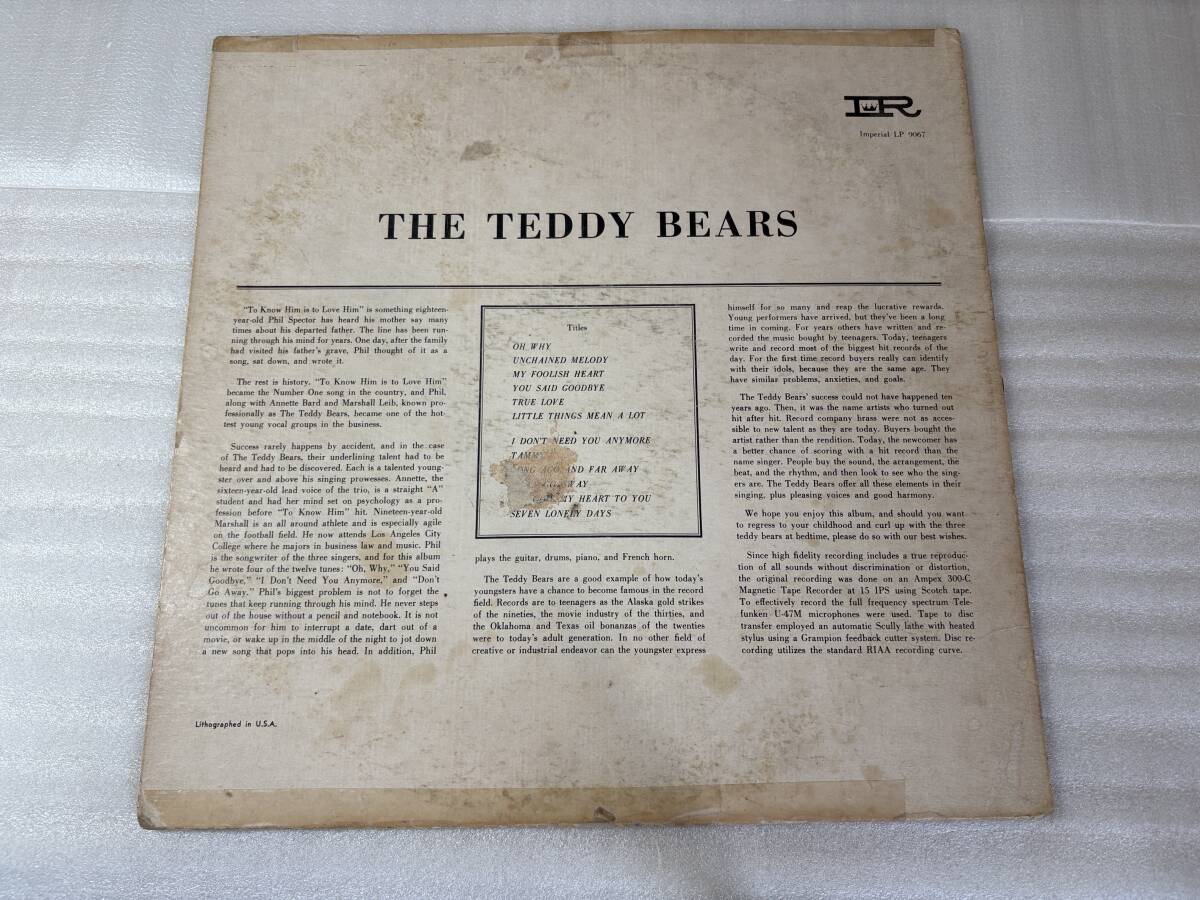 IR
Imperial LP 9067
THE TEDDY BEARS
"To Know Him is to Love Him" is something eighteen-
year-old Phil Spector has heard his mother say many
times about his departed father. The line has been run-
ning through his mind for years. One day, after the family
had visited his father's grave, Phil thought of it as a
song, sat down, and wrote it.
The rest is history. "To Know Him is to Love Him"
became the Number One song in the country, and Phil,
along with Annette Bard and Marshall Leib, known pro-
fessionally as The Teddy Bears, became one of the hot-
test young vocal groups in the business.
Success rarely happens by accident, and in the case
of The Teddy Bears, their underlining talent had to be
heard and had to be discovered. Each is a talented young-
ster over and above his singing prowesses. Annette, the
sixteen-year-old lead voice of the trio, is a straight "A"
student and had her mind set on psychology as a pro-
fession before "To Know Him" hit. Nineteen-year-old
Marshall is an all around athlete and is especially agile
on the football field. He now attends Los Angeles City
College where he majors in business law and music. Phil
is the songwriter of the three singers, and for this album
he wrote four of the twelve tunes: "Oh, Why," "You Said
Goodbye," "I Don't Need You Anymore," and "Don't
Go Away." Phil's biggest problem is not to forget the
tunes that keep running through his mind. He never steps
out of the house without a pencil and notebook. It is not
uncommon for him to interrupt a date, dart out of a
movie, or wake up in the middle of the night to jot down
a new song that pops into his head. In addition, Phil
Titles
OH WHY
UNCHAINED MELODY
MY FOOLISH HEART
YOU SAID GOODBYE
TRUE LOVE
LITTLE THINGS MEAN A LOT
I DON'T NEED YOU ANYMORE
TAMMY
LONG AGO AND FAR AWAY
GO AWAY
MY HEART TO YOU
SEVEN LONELY DAYS
plays the guitar, drums, piano, and French horn.
The Teddy Bears are a good example of how today's
youngsters have a chance to become famous in the record
field. Records are to teenagers as the Alaska gold strikes
of the nineties, the movie industry of the thirties, and
the Oklahoma and Texas oil bonanzas of the twenties
were to today's adult generation. In no other field of
creative or industrial endeavor can the youngster express
himself for so many and reap the lucrative rewards.
Young performers have arrived, but they've been a long
time in coming. For years others have written and re-
corded the music bought by teenagers. Today, teenagers
write and record most of the biggest hit records of the
day. For the first time record buyers really can identify
with their idols, because they are the same age. They
have similar problems, anxieties, and goals.
The Teddy Bears' success could not have happened ten
years ago. Then, it was the name artists who turned out
hit after hit. Record company brass were not as acces-
sible to new talent as they are today. Buyers bought the
artist rather than the rendition. Today, the newcomer has
a better chance of scoring with a hit record than the
name singer. People buy the sound, the arrangement, the
beat, and the rhythm, and then look to see who the sing-
ers are. The Teddy Bears offer all these elements in their
singing, plus pleasing voices and good harmony.
We hope you enjoy this album, and should you want
to regress to your childhood and curl up with the three
teddy bears at bedtime, please do so with our best wishes.
Since high fidelity recording includes a true reproduc-
tion of all sounds without discrimination or distortion,
the original recording was done on an Ampex 300-C
Magnetic Tape Recorder at 15 IPS using Scotch tape.
To effectively record the full frequency spectrum Tele-
funken U-47M microphones were used. Tape to disc
transfer employed an automatic Scully lathe with heated
stylus using a Grampion feedback cutter system. Disc re-
cording utilizes the standard RIAA recording curve.
Lithographed in U.S.A.